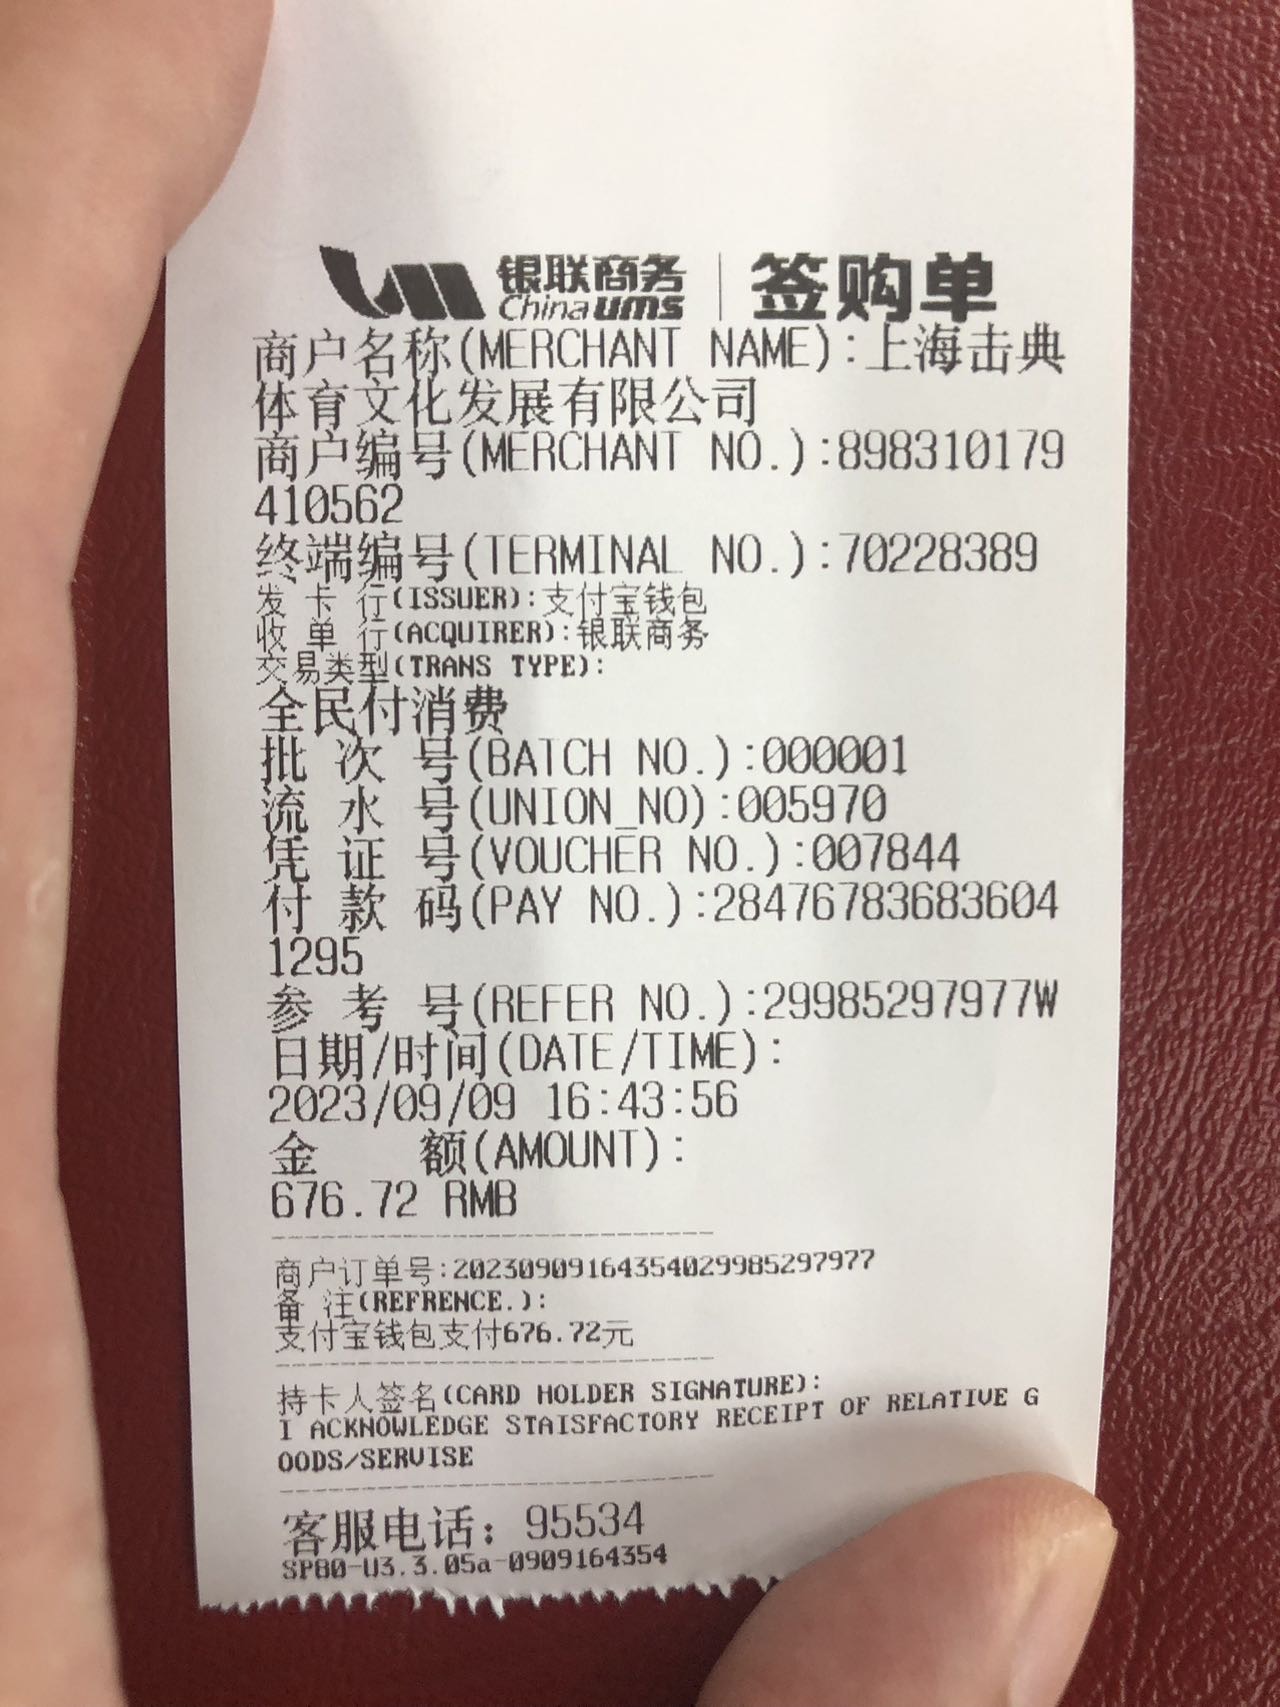 银联商务 China ums | 签购单
商户名称(MERCHANT NAME):上海击典
体育文化发展有限公司
商户编号(MERCHANT NO.):898310179
410562
终端编号(TERMINAL NO.):70228389
发 卡 行(ISSUER):支付宝钱包
收 单 行(ACQUIRER):银联商务
交易类型(TRANS TYPE):
全民付消费
批 次 号(BATCH NO.):000001
流 水 号(UNION_NO):005970
凭 证 号(VOUCHER NO.):007844
付 款 码(PAY NO.):28476783683604
1295
参 考 号(REFER NO.):29985297977W
日期/时间(DATE/TIME):
2023/09/09 16:43:56
金 额(AMOUNT):
676.72 RMB
商户订单号:20230909164354029985297977
备 注(REFRENCE.):
支付宝钱包支付676.72元
持卡人签名(CARD HOLDER SIGNATURE):
I ACKNOWLEDGE STAISFACTORY RECEIPT OF RELATIVE G
OODS/SERVISE
客服电话：95534
SP80-V3.3.05a-0909164354